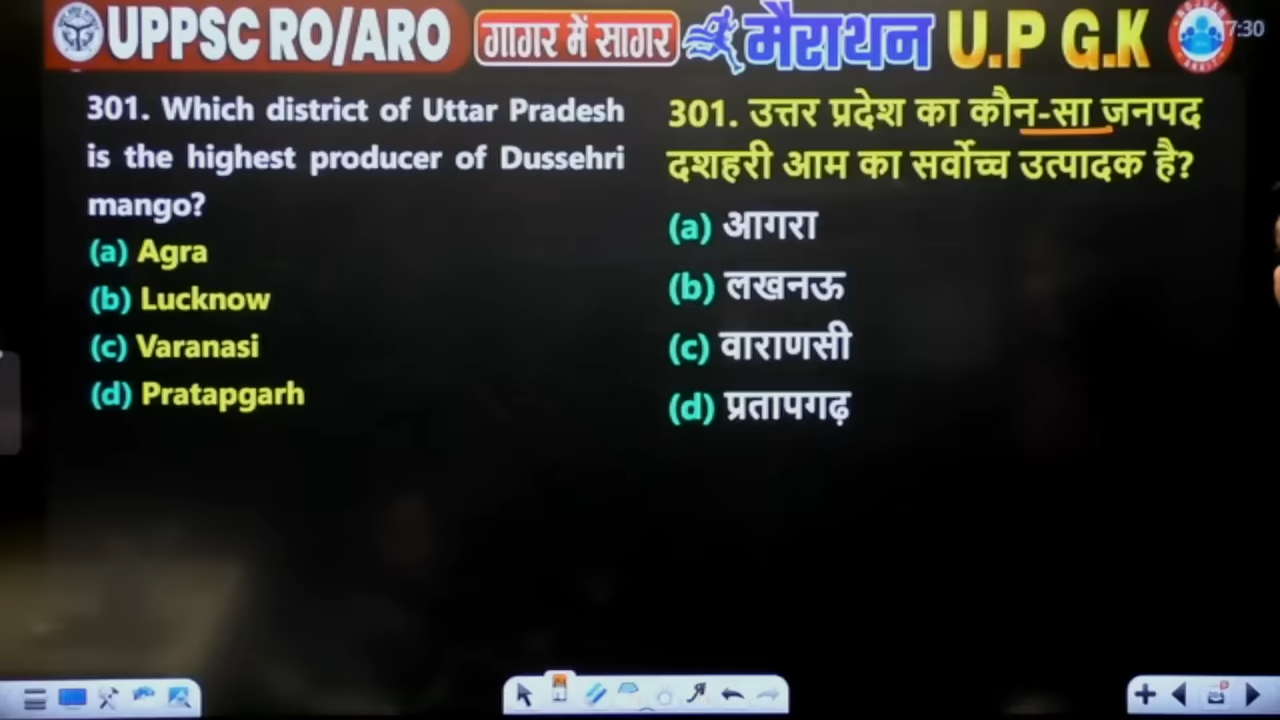 UPPSC RO/ARO गागर में सागर मैराथन U.P G.K 7:30
301. Which district of Uttar Pradesh
is the highest producer of Dussehri
mango?
(a) Agra
(b) Lucknow
(c) Varanasi
(d) Pratapgarh
301. उत्तर प्रदेश का कौन-सा जनपद
दशहरी आम का सर्वोच्च उत्पादक है?
(a) आगरा
(b) लखनऊ
(c) वाराणसी
(d) प्रतापगढ़